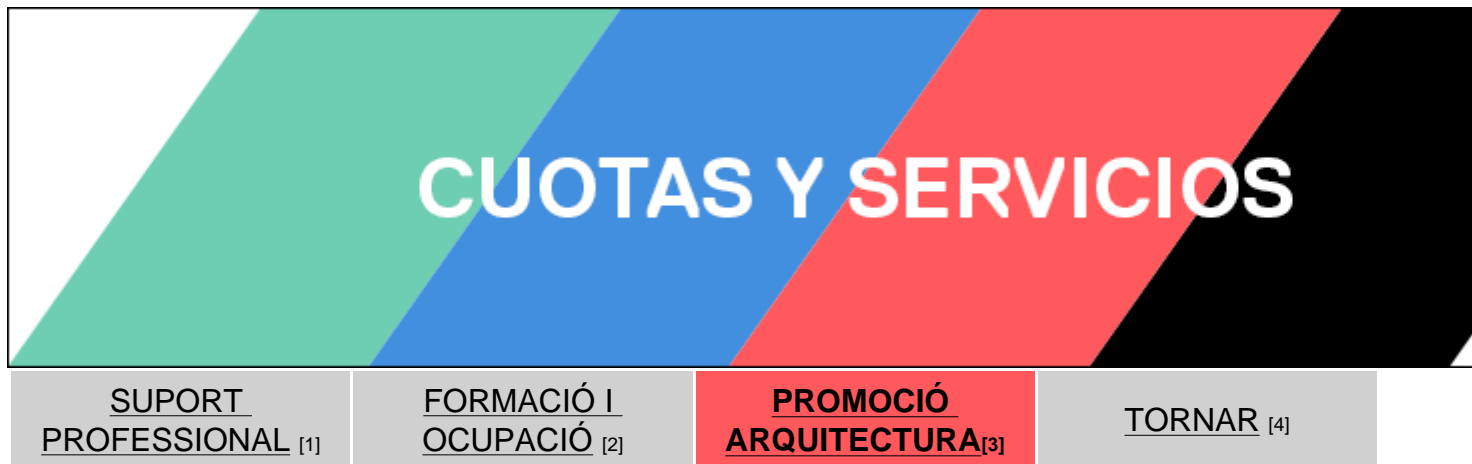 CUOTAS Y SERVICIOS
SUPORT
PROFESSIONAL [1]
FORMACIÓ I
OCUPACIÓ [2]
PROMOCIÓ
ARQUITECTURA[3]
TORNAR [4]